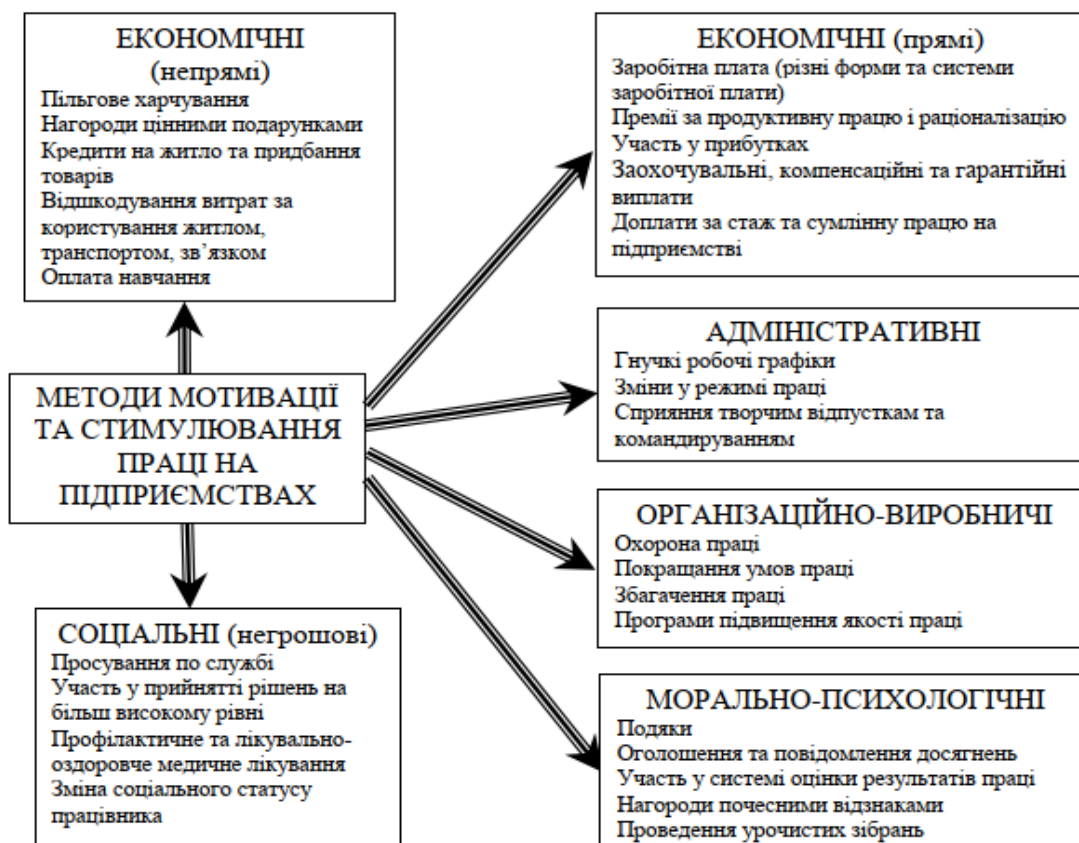 ЕКОНОМІЧНІ
(непрямі)
Пільгове харчування
Нагороди цінними подарунками
Кредити на житло та придбання
товарів
Відшкодування витрат за
користування житлом,
транспортом, зв’язком
Оплата навчання
ЕКОНОМІЧНІ (прямі)
Заробітна плата (різні форми та системи
заробітної плати)
Премії за продуктивну працю і раціоналізацію
Участь у прибутках
Заохочувальні, компенсаційні та гарантійні
виплати
Доплати за стаж та сумлінну працю на
підприємстві
АДМІНІСТРАТИВНІ
Гнучкі робочі графіки
Зміни у режимі праці
Сприяння творчим відпусткам та
командируванням
МЕТОДИ МОТИВАЦІЇ
ТА СТИМУЛЮВАННЯ
ПРАЦІ НА
ПІДПРИЄМСТВАХ
ОРГАНІЗАЦІЙНО-ВИРОБНИЧІ
Охорона праці
Покращання умов праці
Збагачення праці
Програми підвищення якості праці
СОЦІАЛЬНІ (негрошові)
Просування по службі
Участь у прийнятті рішень на
більш високому рівні
Профілактичне та лікувально-
оздоровче медичне лікування
Зміна соціального статусу
працівника
МОРАЛЬНО-ПСИХОЛОГІЧНІ
Подяки
Оголошення та повідомлення досягнень
Участь у системі оцінки результатів праці
Нагороди почесними відзнаками
Проведення урочистих зібрань